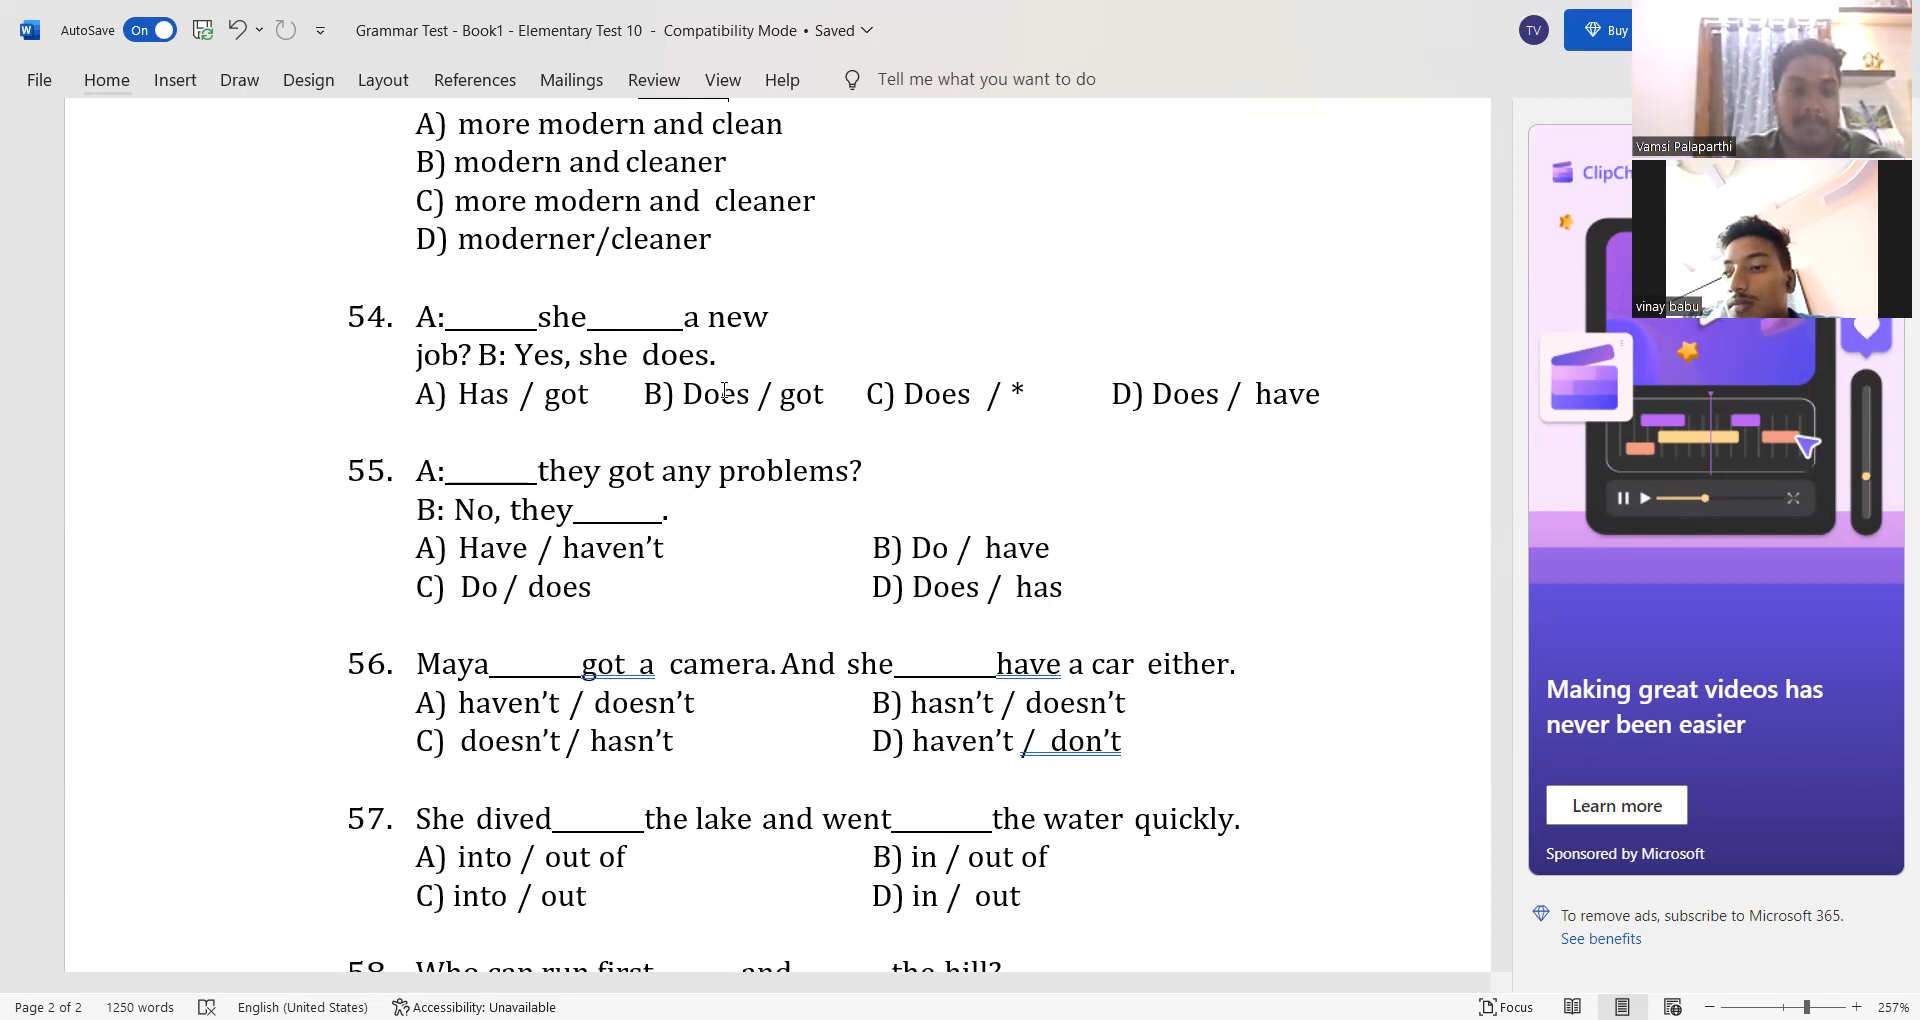 AutoSave On Grammar Test - Book1 - Elementary Test 10 - Compatibility Mode • Saved TV Buy
File Home Insert Draw Design Layout References Mailings Review View Help Tell me what you want to do
A) more modern and clean
B) modern and cleaner
C) more modern and cleaner
D) moderner/cleaner
54. A:______she______a new
job? B: Yes, she does.
A) Has / got B) Does / got C) Does / * D) Does / have
55. A:______they got any problems?
B: No, they______.
A) Have / haven’t B) Do / have
C) Do / does D) Does / has
56. Maya______got a camera. And she______have a car either.
A) haven’t / doesn’t B) hasn’t / doesn’t
C) doesn’t / hasn’t D) haven’t / don’t
57. She dived______the lake and went______the water quickly.
A) into / out of B) in / out of
C) into / out D) in / out
58. Who can run first______and______the hill?
Vamsi Palaparthi
vinay babu
ClipCh
Making great videos has
never been easier
Learn more
Sponsored by Microsoft
To remove ads, subscribe to Microsoft 365.
See benefits
Page 2 of 2 1250 words English (United States) Accessibility: Unavailable Focus 257%